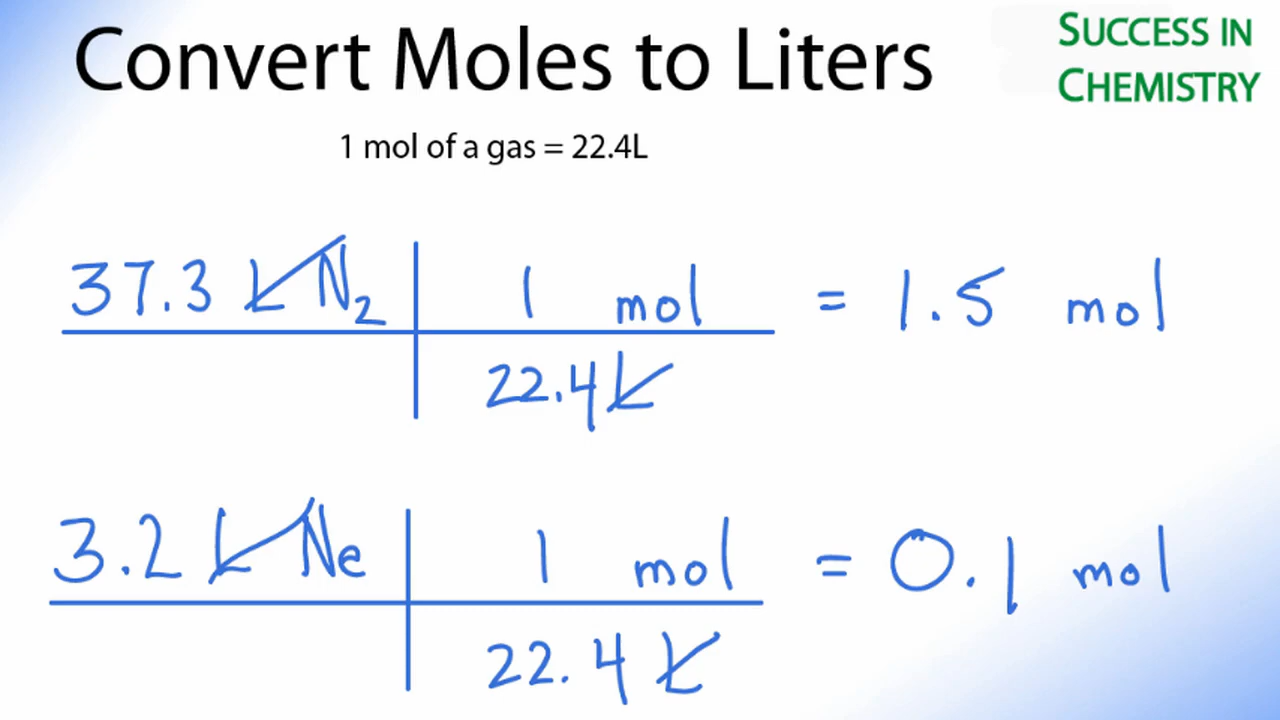 Convert Moles to Liters
SUCCESS IN
CHEMISTRY
1 mol of a gas = 22.4L
37.3 L N₂ 1 mol = 1.5 mol
22.4 L
3.2 L Ne 1 mol = 0.1 mol
22.4 L